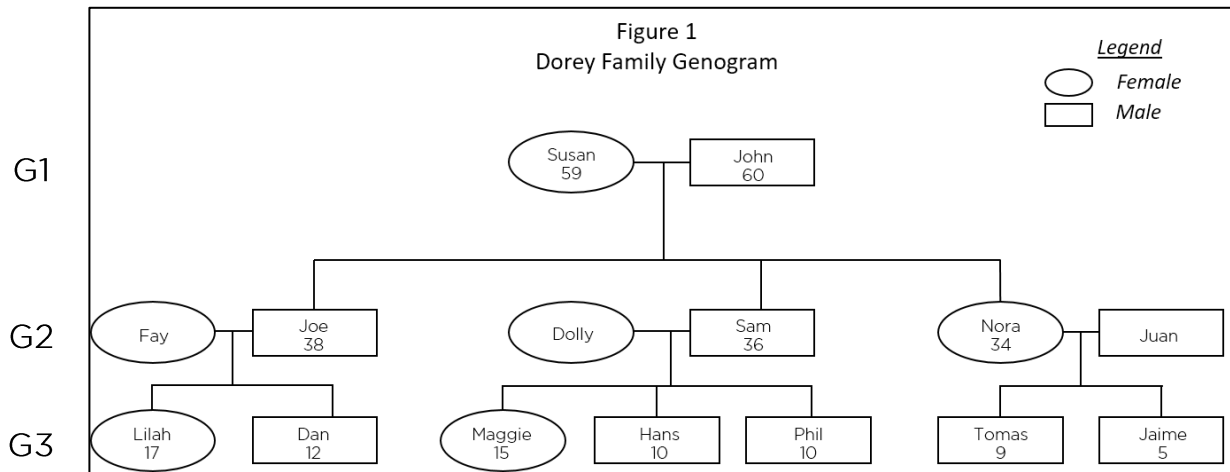 Figure 1
Dorey Family Genogram
Legend
Female
Male
G1
Susan
59
John
60
G2
Fay
Joe
38
Dolly
Sam
36
Nora
34
Juan
G3
Lilah
17
Dan
12
Maggie
15
Hans
10
Phil
10
Tomas
9
Jaime
5